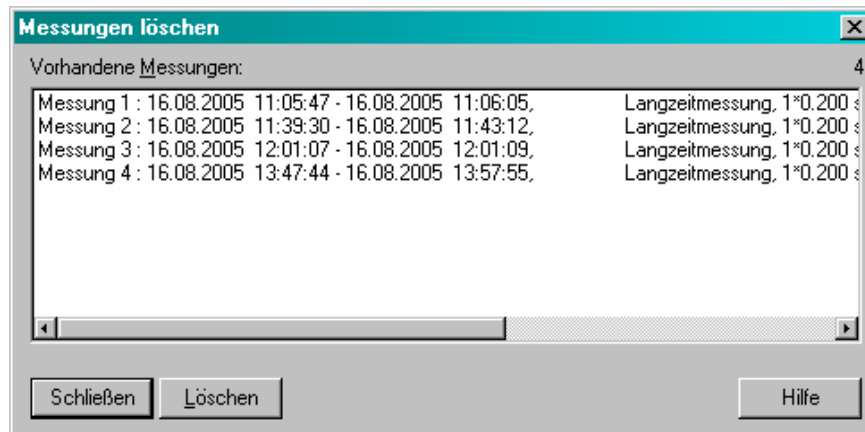 Messungen löschen
Vorhandene Messungen: 4
Messung 1 : 16.08.2005 11:05:47 - 16.08.2005 11:06:05, Langzeitmessung, 1*0.200 s
Messung 2 : 16.08.2005 11:39:30 - 16.08.2005 11:43:12, Langzeitmessung, 1*0.200 s
Messung 3 : 16.08.2005 12:01:07 - 16.08.2005 12:01:09, Langzeitmessung, 1*0.200 s
Messung 4 : 16.08.2005 13:47:44 - 16.08.2005 13:57:55, Langzeitmessung, 1*0.200 s
Schließen Löschen Hilfe